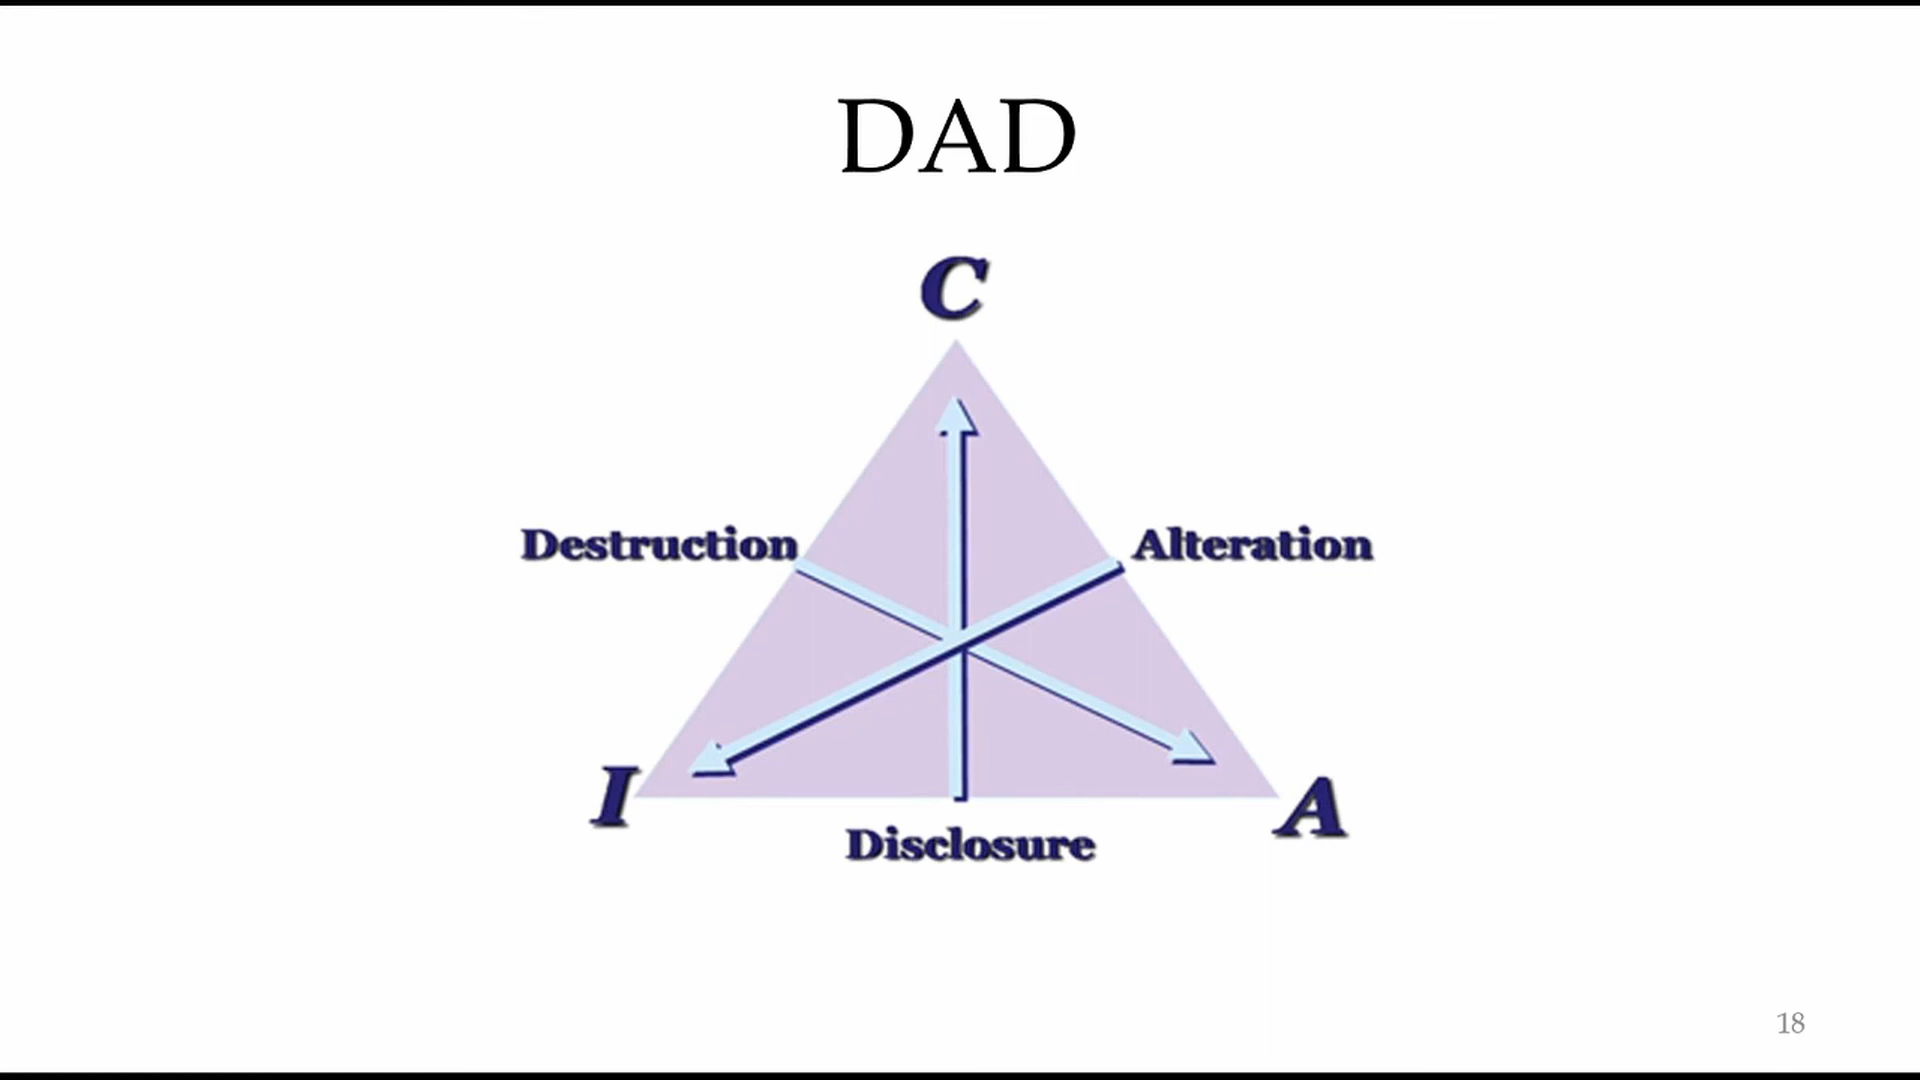 DAD
C
Destruction
Alteration
I
A
Disclosure
18